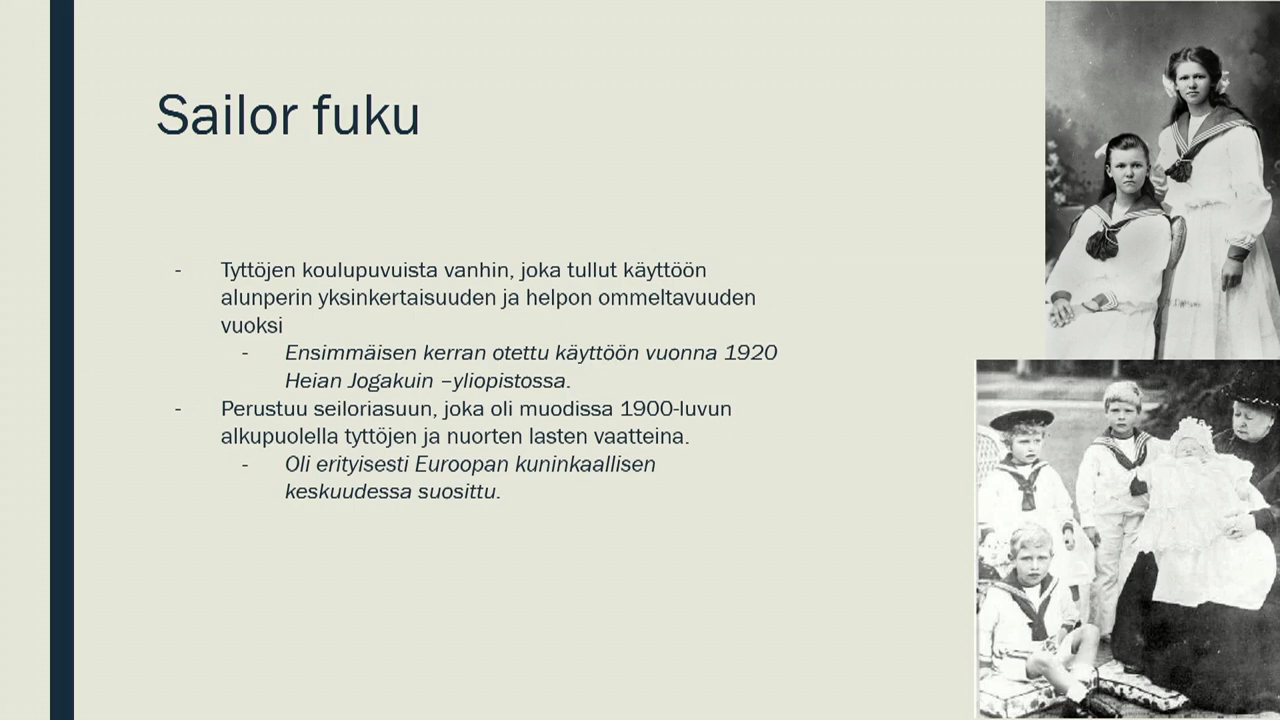 Sailor fuku
- Tyttöjen koulupuvuista vanhin, joka tullut käyttöön
alunperin yksinkertaisuuden ja helpon ommeltavuuden
vuoksi
- Ensimmäisen kerran otettu käyttöön vuonna 1920
Heian Jogakuin –yliopistossa.
- Perustuu seiloriasuun, joka oli muodissa 1900-luvun
alkupuolella tyttöjen ja nuorten lasten vaatteina.
- Oli erityisesti Euroopan kuninkaallisen
keskuudessa suosittu.